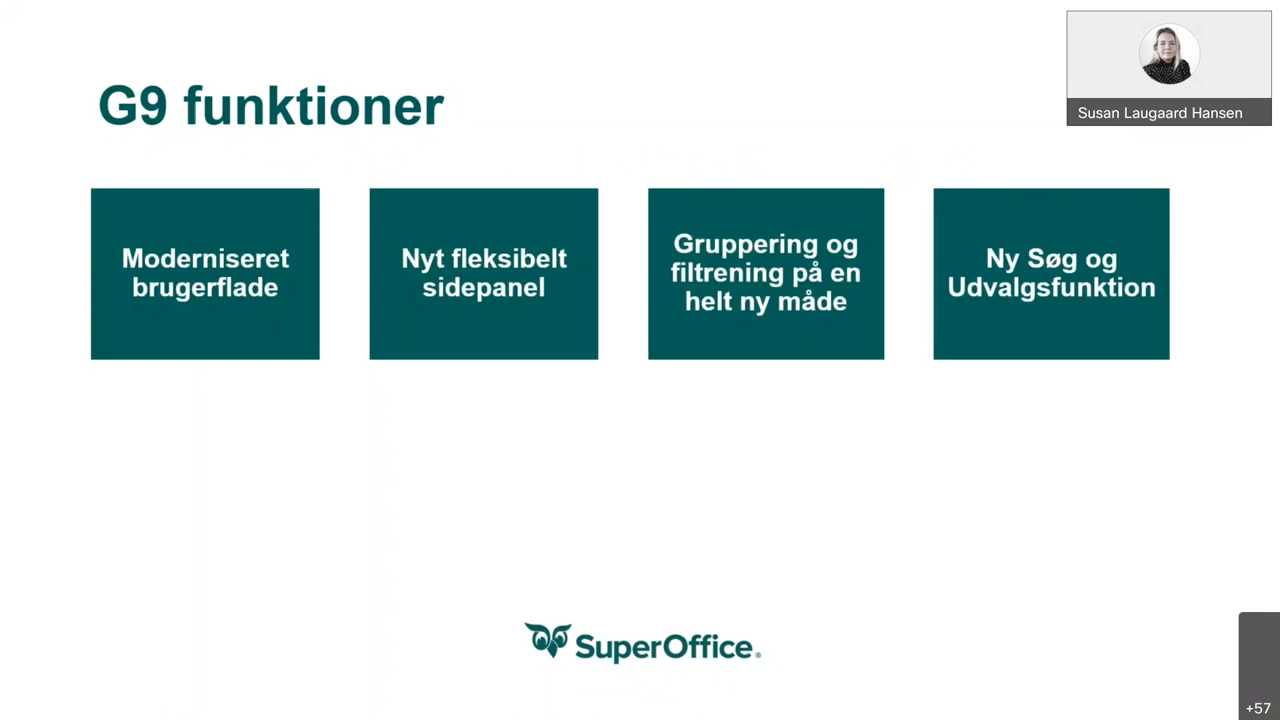 G9 funktioner
Susan Laugaard Hansen
Moderniseret
brugerflade
Nyt fleksibelt
sidepanel
Gruppering og
filtrening på en
helt ny måde
Ny Søg og
Udvalgsfunktion
SuperOffice®
+57